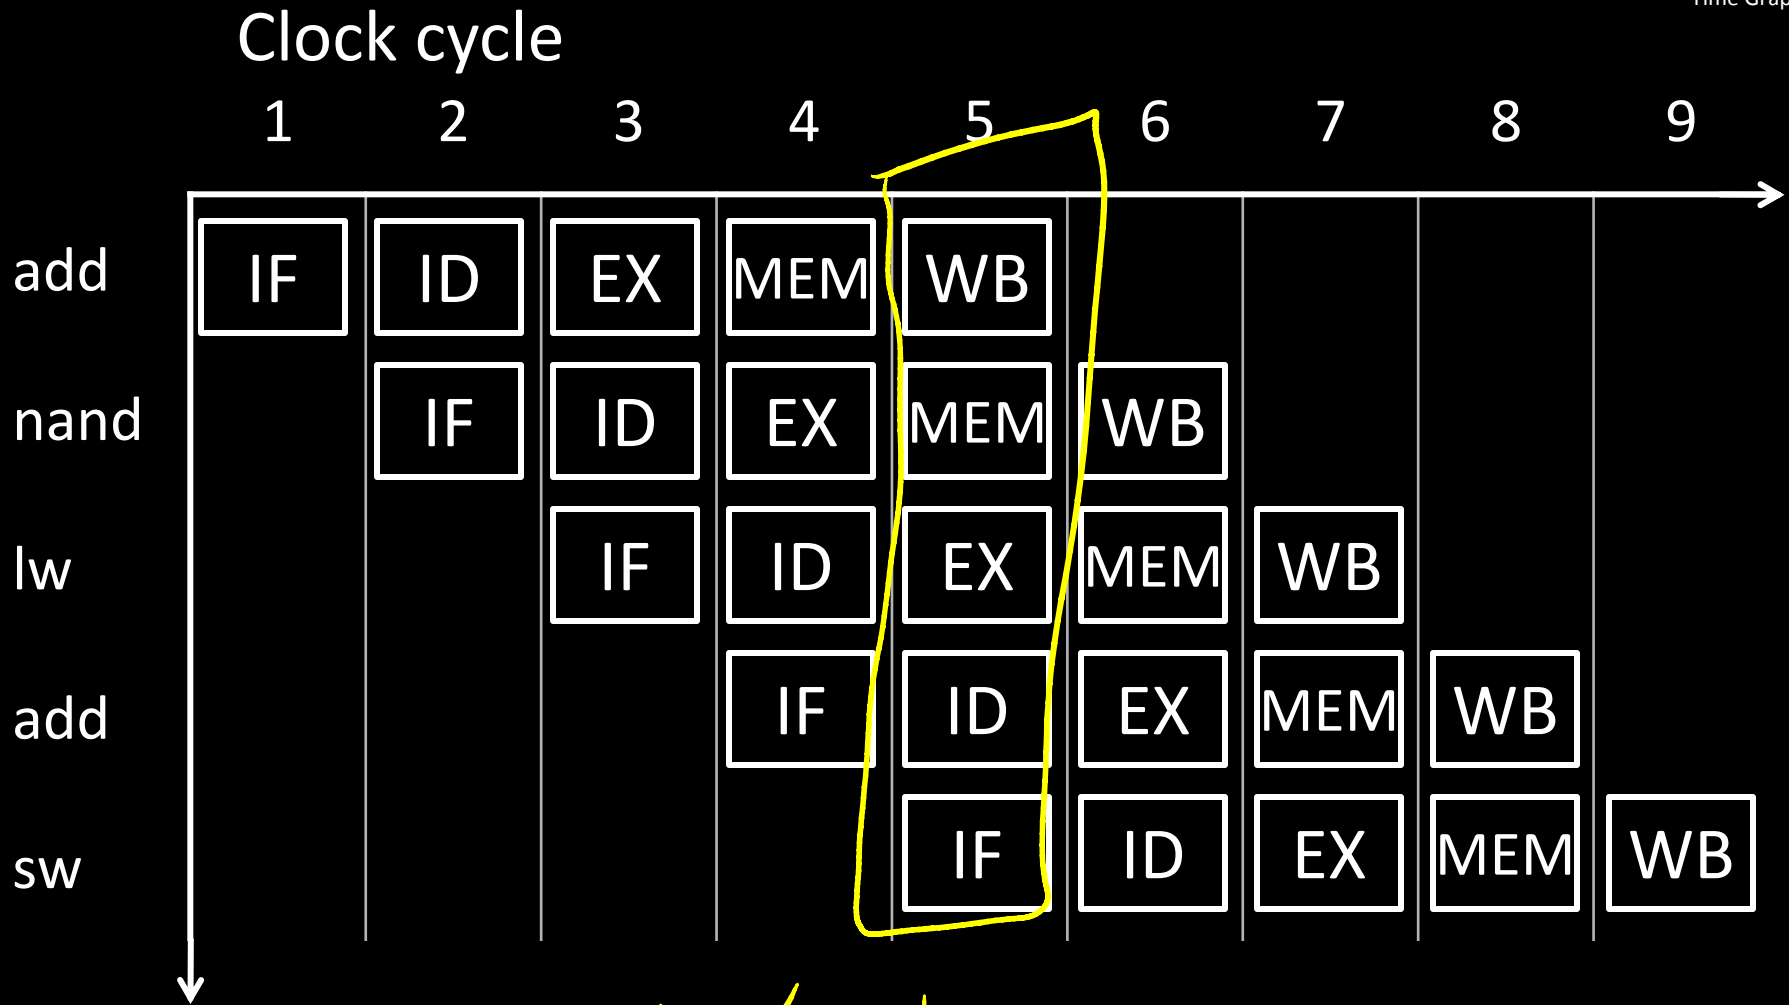 Time Grap
Clock cycle
1 2 3 4 5 6 7 8 9
add IF ID EX MEM WB
nand IF ID EX MEM WB
lw IF ID EX MEM WB
add IF ID EX MEM WB
sw IF ID EX MEM WB